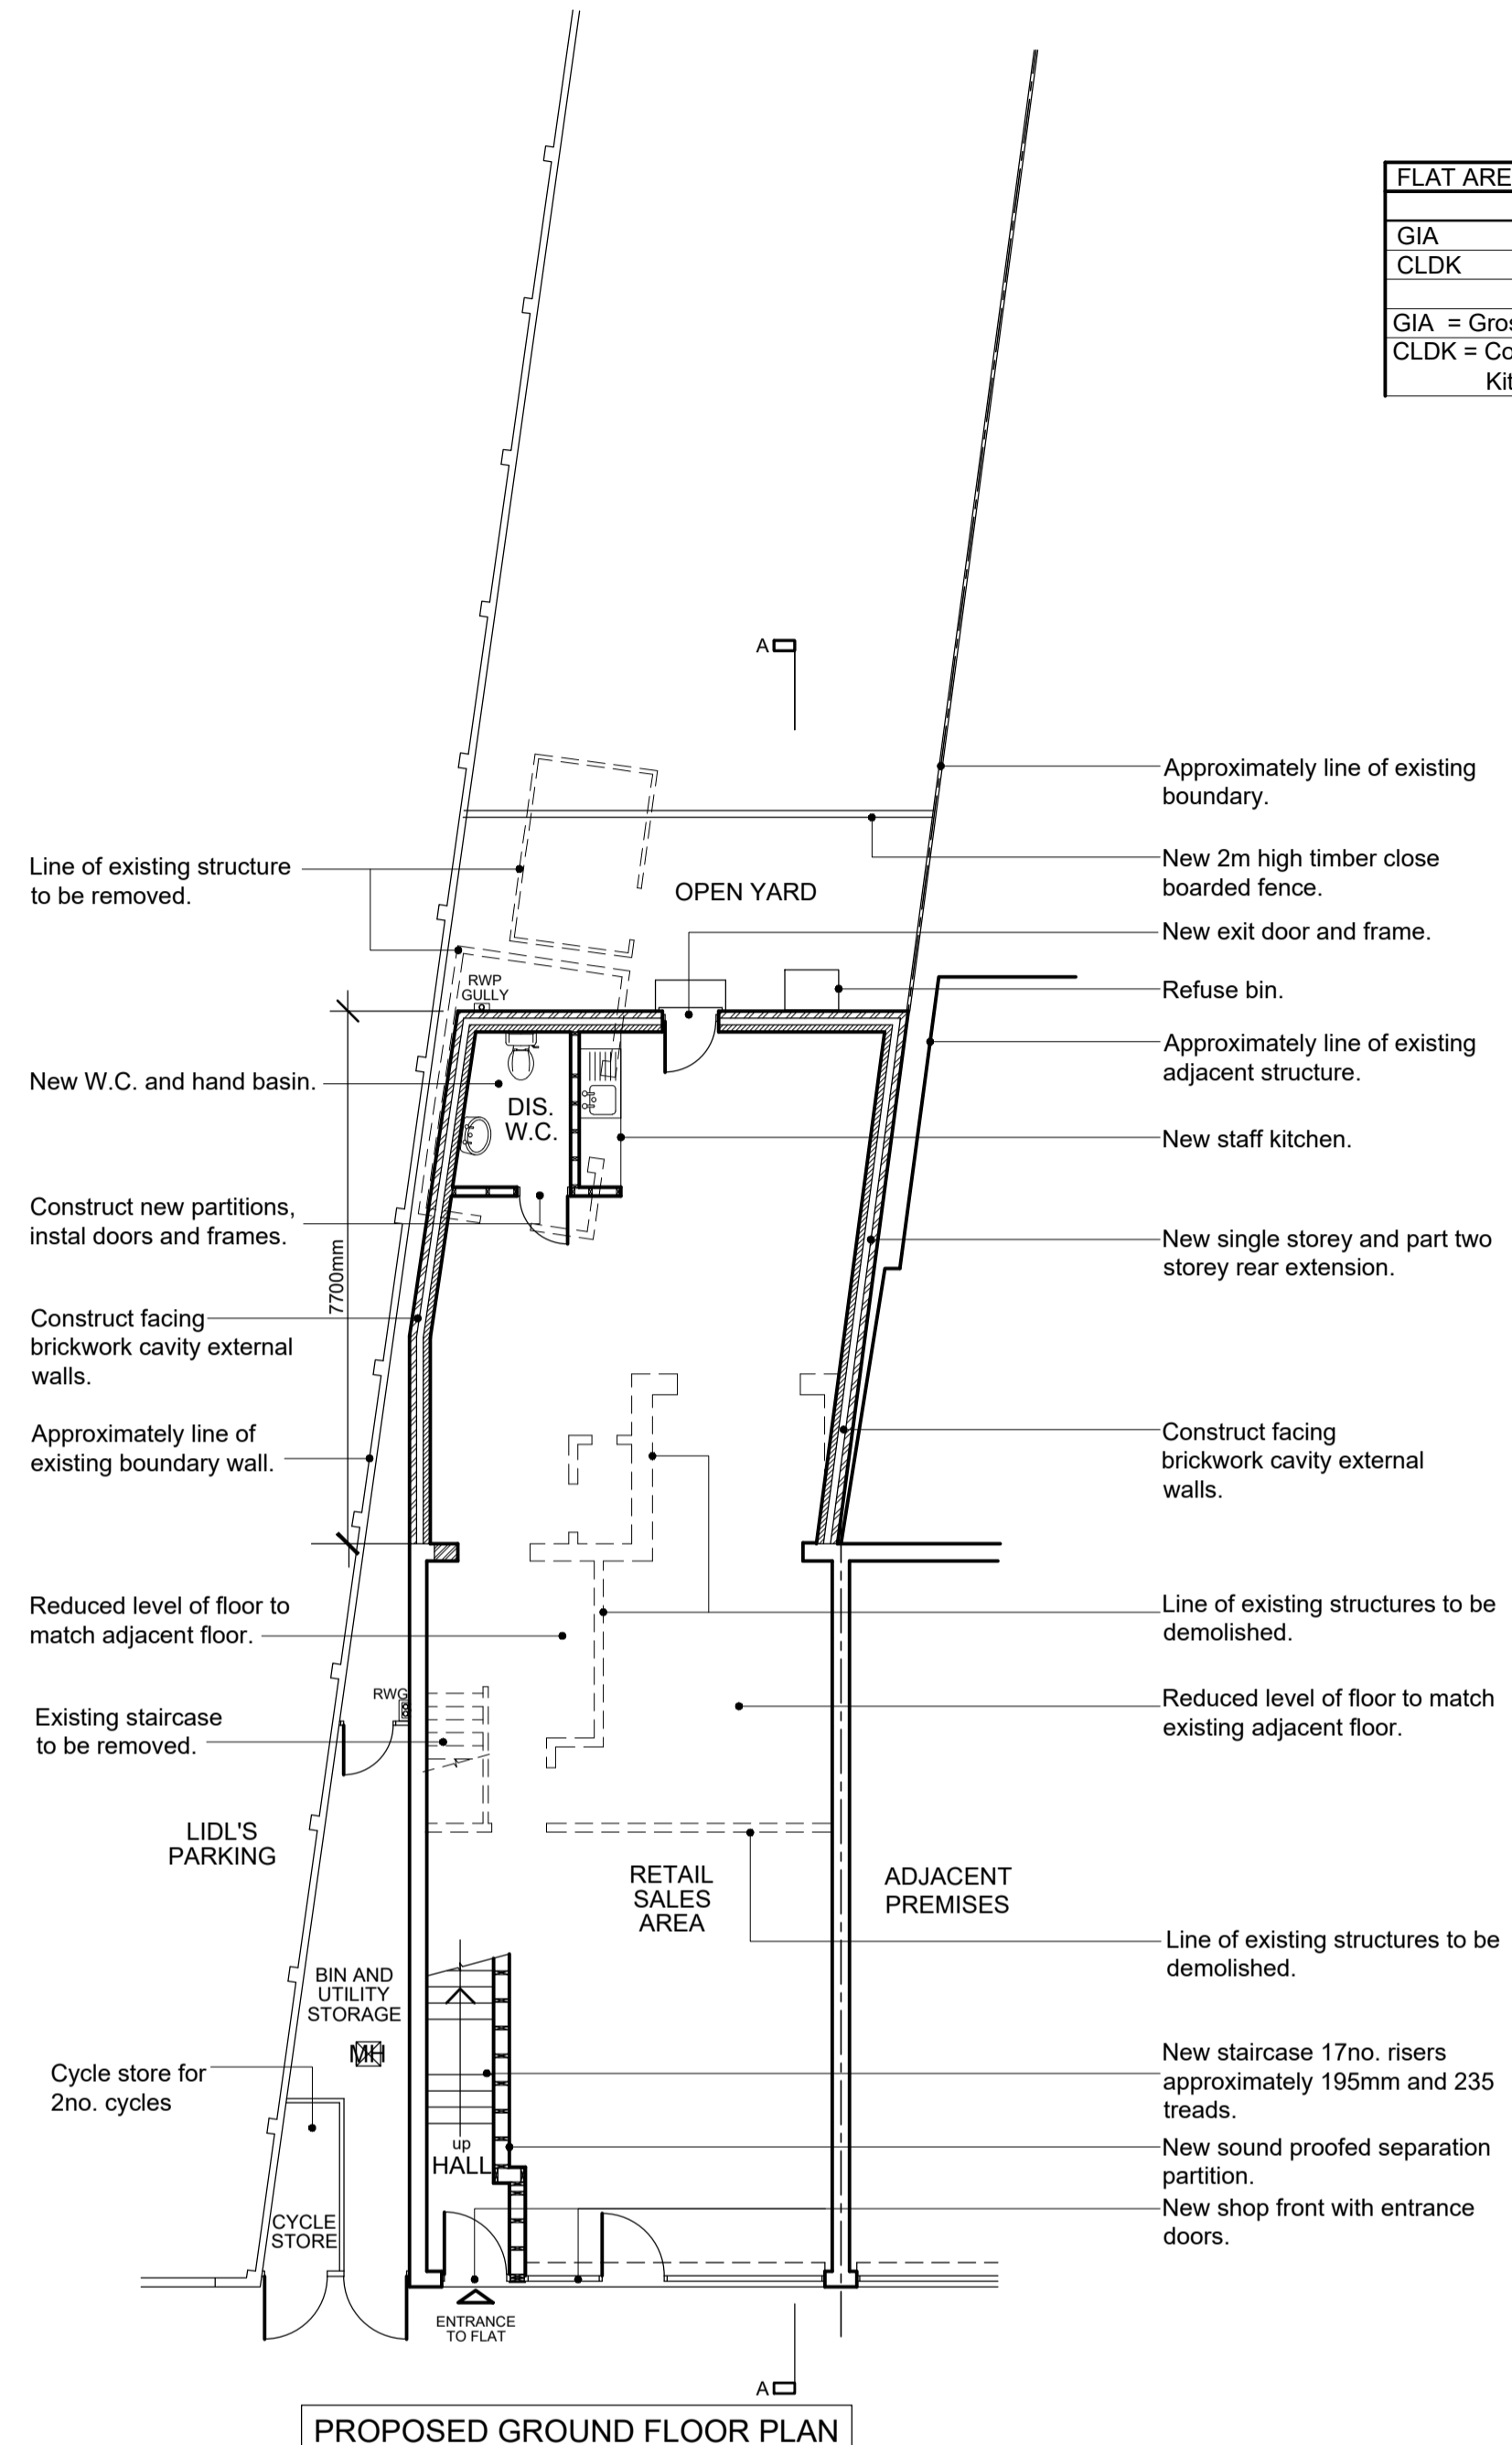 FLAT ARE
GIA
CLDK
GIA = Gros
CLDK = Co
Kit
A
Approximately line of existing
boundary.
Line of existing structure
to be removed.
New 2m high timber close
boarded fence.
OPEN YARD
New exit door and frame.
RWP
GULLY
Refuse bin.
Approximately line of existing
adjacent structure.
New W.C. and hand basin.
DIS.
W.C.
New staff kitchen.
Construct new partitions,
instal doors and frames.
7700mm
New single storey and part two
storey rear extension.
Construct facing
brickwork cavity external
walls.
Approximately line of
existing boundary wall.
Construct facing
brickwork cavity external
walls.
Reduced level of floor to
match adjacent floor.
Line of existing structures to be
demolished.
RWG
Existing staircase
to be removed.
Reduced level of floor to match
existing adjacent floor.
LIDL'S
PARKING
RETAIL
SALES
AREA
ADJACENT
PREMISES
Line of existing structures to be
demolished.
BIN AND
UTILITY
STORAGE
MH
Cycle store for
2no. cycles
New staircase 17no. risers
approximately 195mm and 235
treads.
up
HALL
New sound proofed separation
partition.
CYCLE
STORE
New shop front with entrance
doors.
ENTRANCE
TO FLAT
A
PROPOSED GROUND FLOOR PLAN